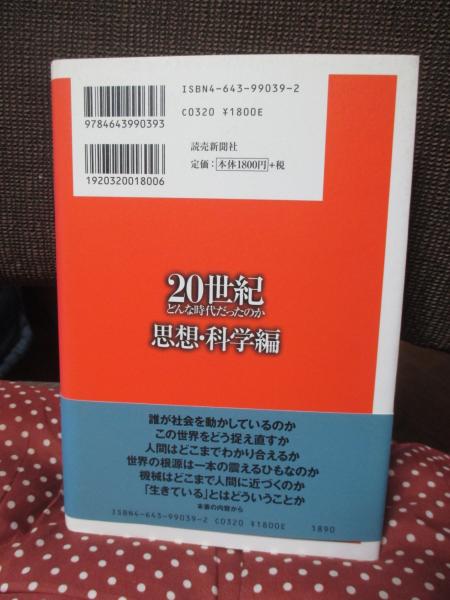 ISBN4-643-99039-2
C0320 ¥1800E
9784643990393
読売新聞社
定価:本体1800円+税
1920320018006
20世紀
どんな時代だったのか
思想・科学編
誰が社会を動かしているのか
この世界をどう捉え直すか
人間はどこまでわかり合えるか
世界の根源は一本の震えるひもなのか
機械はどこまで人間に近づくのか
「生きている」とはどういうことか
本書の内容から
ISBN4-643-99039-2 C0320 ¥1800E
1890